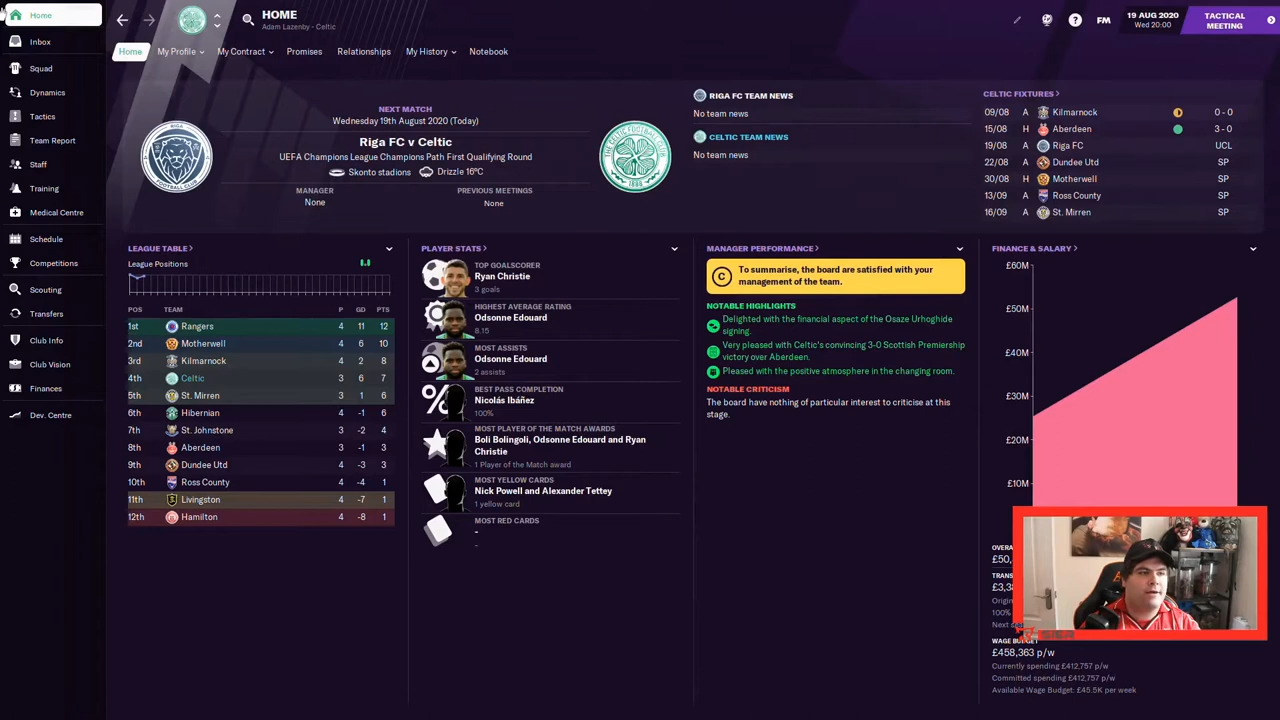 Home
Inbox
Squad
Dynamics
Tactics
Team Report
Staff
Training
Medical Centre
Schedule
Competitions
Scouting
Transfers
Club Info
Club Vision
Finances
Dev. Centre
HOME
Adam Lazenby - Celtic
FM
19 AUG 2020
Wed 20:00
TACTICAL
MEETING
Home
My Profile
My Contract
Promises
Relationships
My History
Notebook
NEXT MATCH
Wednesday 19th August 2020 (Today)
Riga FC v Celtic
UEFA Champions League Champions Path First Qualifying Round
Skonto stadions
Drizzle 16°C
MANAGER
None
PREVIOUS MEETINGS
None
RIGA FC TEAM NEWS
No team news
CELTIC TEAM NEWS
No team news
CELTIC FIXTURES
09/08 A Kilmarnock 0 - 0
15/08 H Aberdeen 3 - 0
19/08 A Riga FC UCL
22/08 A Dundee Utd SP
30/08 H Motherwell SP
13/09 A Ross County SP
16/09 A St. Mirren SP
LEAGUE TABLE
League Positions
POS TEAM P GD PTS
1st Rangers 4 11 12
2nd Motherwell 4 6 10
3rd Kilmarnock 4 2 8
4th Celtic 3 6 7
5th St. Mirren 3 1 6
6th Hibernian 4 -1 6
7th St. Johnstone 3 -2 4
8th Aberdeen 3 -1 3
9th Dundee Utd 4 -3 3
10th Ross County 4 -4 1
11th Livingston 4 -7 1
12th Hamilton 4 -8 1
PLAYER STATS
TOP GOALSCORER
Ryan Christie
3 goals
HIGHEST AVERAGE RATING
Odsonne Edouard
8.15
MOST ASSISTS
Odsonne Edouard
2 assists
BEST PASS COMPLETION
Nicolás Ibáñez
100%
MOST PLAYER OF THE MATCH AWARDS
Boli Bolingoli, Odsonne Edouard and Ryan
Christie
1 Player of the Match award
MOST YELLOW CARDS
Nick Powell and Alexander Tettey
1 yellow card
MOST RED CARDS
-
-
MANAGER PERFORMANCE
C
To summarise, the board are satisfied with your
management of the team.
NOTABLE HIGHLIGHTS
Delighted with the financial aspect of the Osaze Urhoghide
signing.
Very pleased with Celtic's convincing 3-0 Scottish Premiership
victory over Aberdeen.
Pleased with the positive atmosphere in the changing room.
NOTABLE CRITICISM
The board have nothing of particular interest to criticise at this
stage.
FINANCE & SALARY
£60M
£50M
£40M
£30M
£20M
£10M
WAGE BUDGET
£458,363 p/w
Currently spending £412,757 p/w
Committed spending £412,757 p/w
Available Wage Budget: £45.5K per week